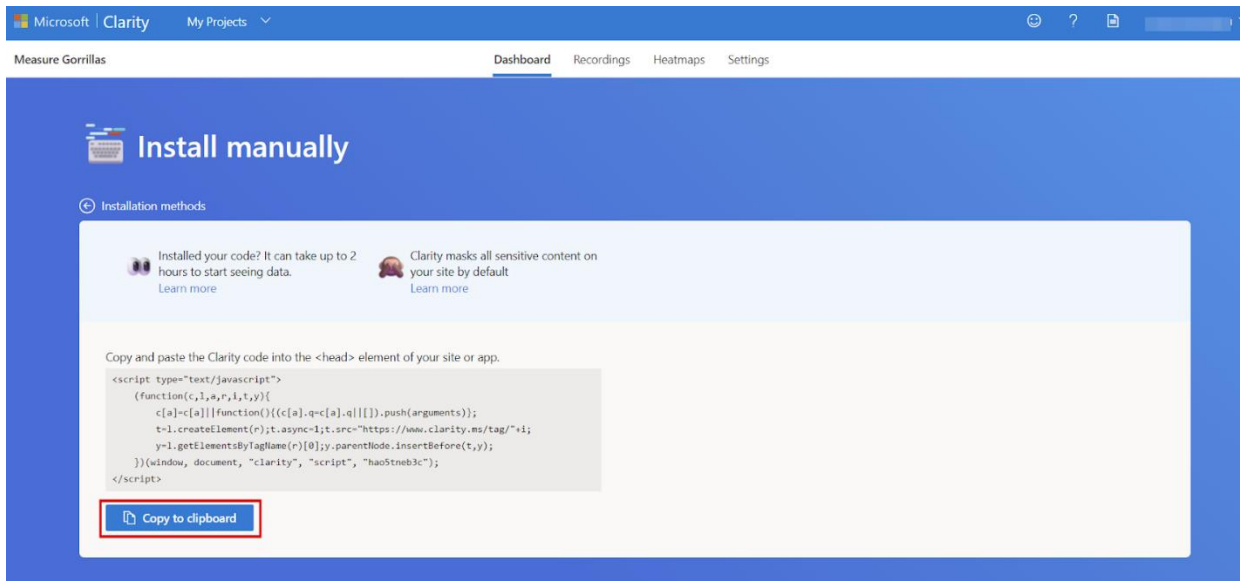 Microsoft | Clarity My Projects
Measure Gorrillas Dashboard Recordings Heatmaps Settings
Install manually
Installation methods
Installed your code? It can take up to 2
hours to start seeing data.
Learn more
Clarity masks all sensitive content on
your site by default
Learn more
Copy and paste the Clarity code into the <head> element of your site or app.
<script type="text/javascript">
(function(c,l,a,r,i,t,y){
c[a]=c[a]||function(){(c[a].q=c[a].q||[]).push(arguments)};
t=l.createElement(r);t.async=1;t.src="https://www.clarity.ms/tag/"+i;
y=l.getElementsByTagName(r)[0];y.parentNode.insertBefore(t,y);
})(window, document, "clarity", "script", "hao5tneb3c");
</script>
Copy to clipboard